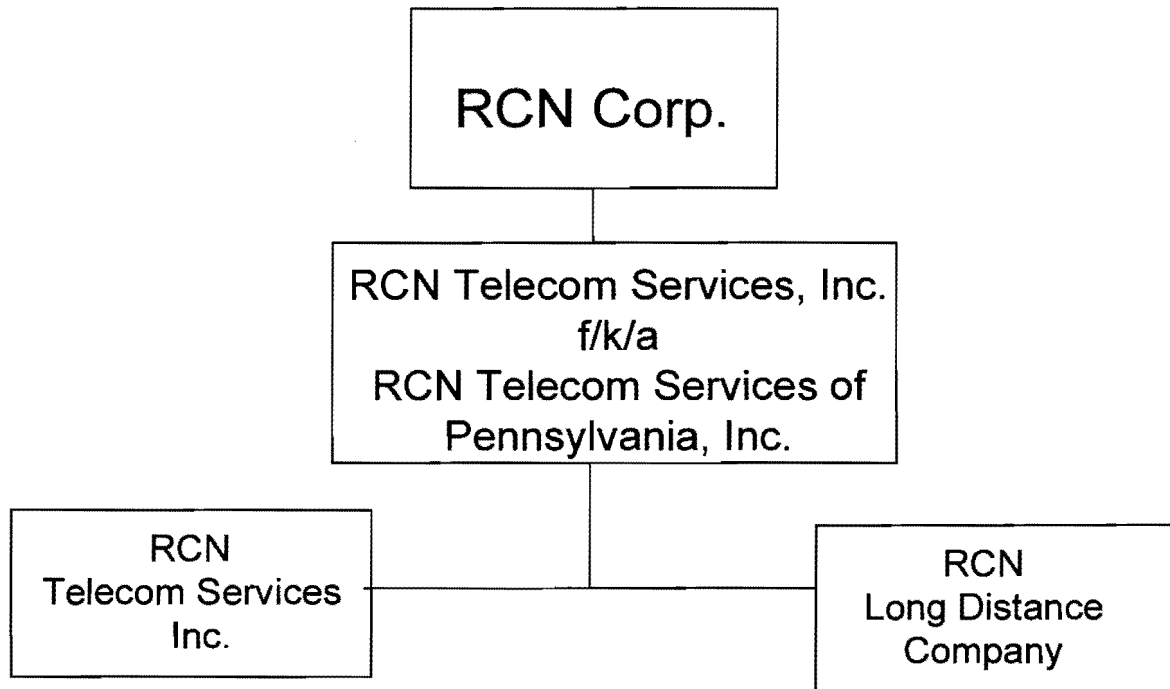 RCN Corp.
RCN Telecom Services, Inc.
f/k/a
RCN Telecom Services of
Pennsylvania, Inc.
RCN
Telecom Services
Inc.
RCN
Long Distance
Company